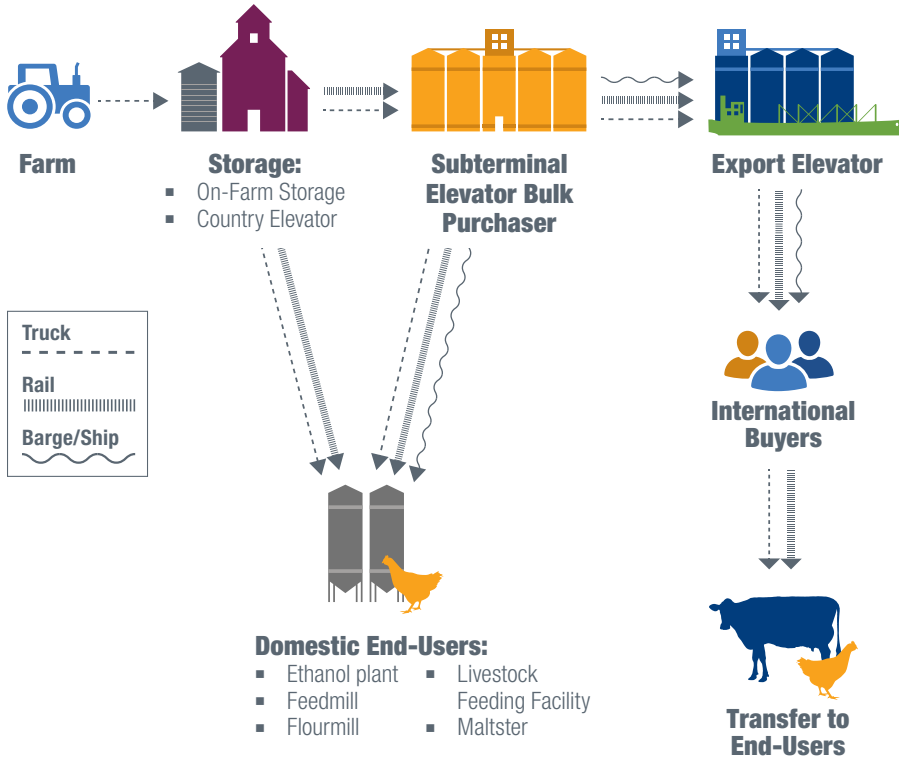 Farm
Storage:
▪ On-Farm Storage
▪ Country Elevator
Subterminal
Elevator Bulk
Purchaser
Export Elevator
Truck
Rail
Barge/Ship
International
Buyers
Domestic End-Users:
▪ Ethanol plant
▪ Feedmill
▪ Flourmill
▪ Livestock
Feeding Facility
▪ Maltster
Transfer to
End-Users